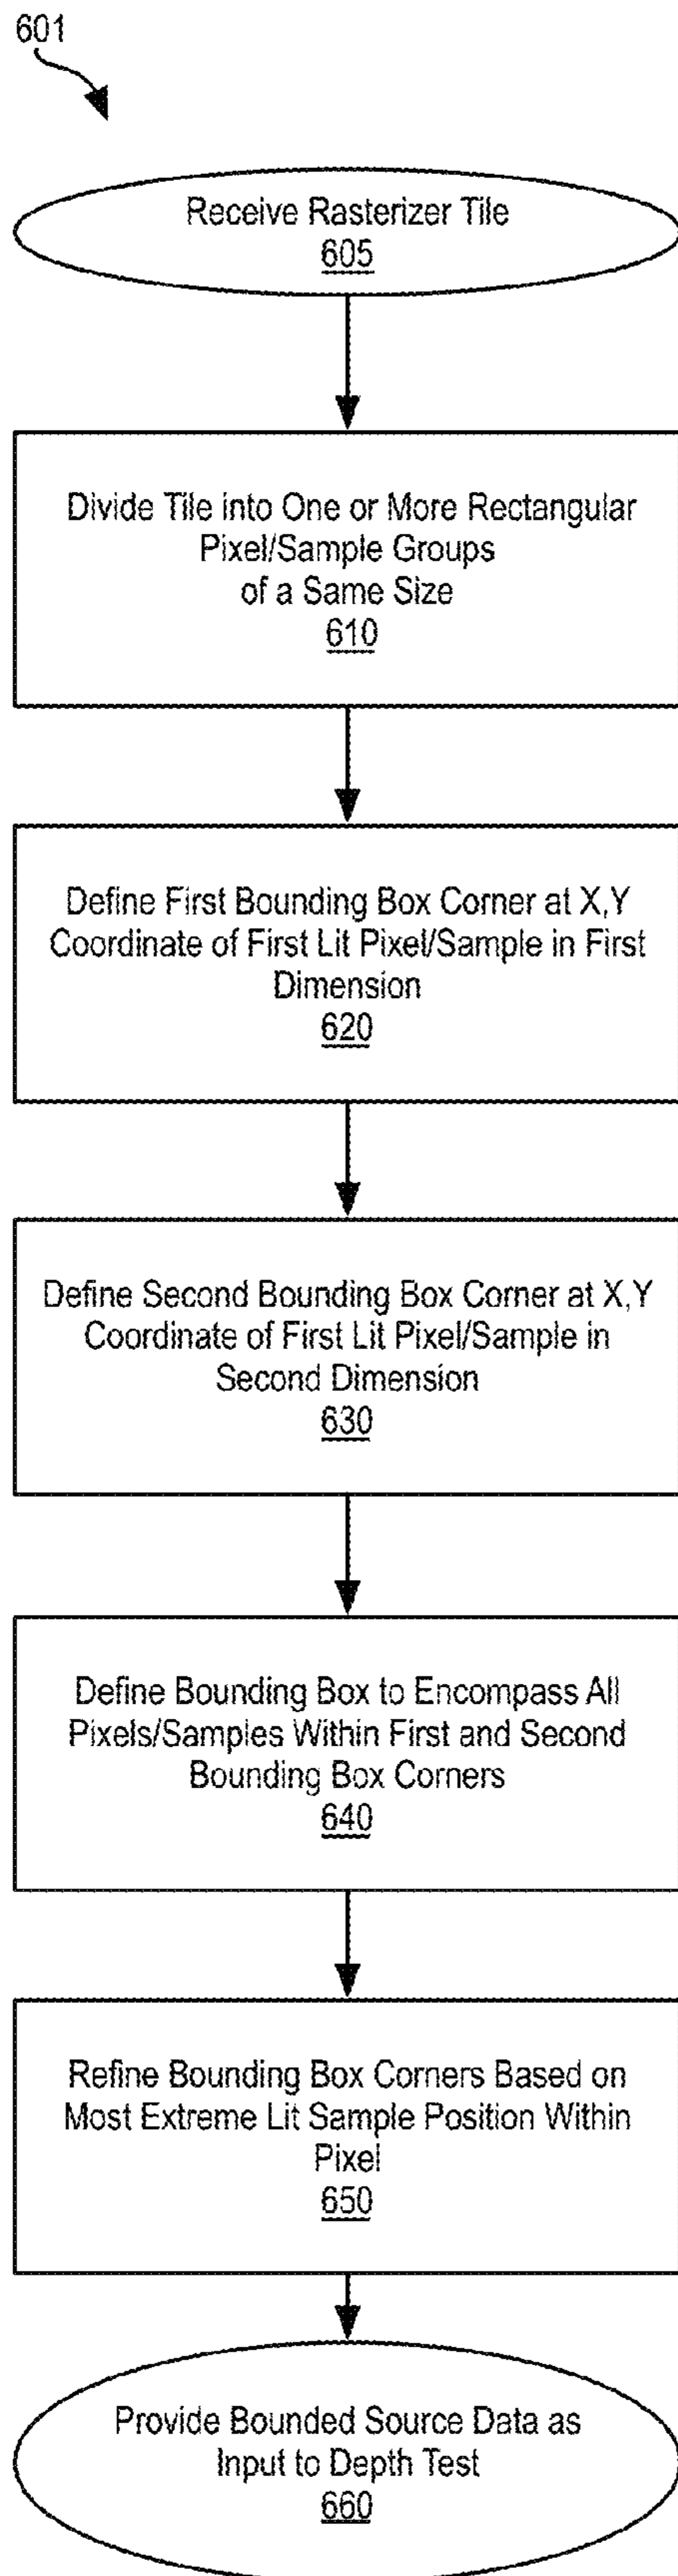 601
Receive Rasterizer Tile
605
Divide Tile into One or More Rectangular
Pixel/Sample Groups
of a Same Size
610
Define First Bounding Box Corner at X,Y
Coordinate of First Lit Pixel/Sample in First
Dimension
620
Define Second Bounding Box Corner at X,Y
Coordinate of First Lit Pixel/Sample in
Second Dimension
630
Define Bounding Box to Encompass All
Pixels/Samples Within First and Second
Bounding Box Corners
640
Refine Bounding Box Corners Based on
Most Extreme Lit Sample Position Within
Pixel
650
Provide Bounded Source Data as
Input to Depth Test
660